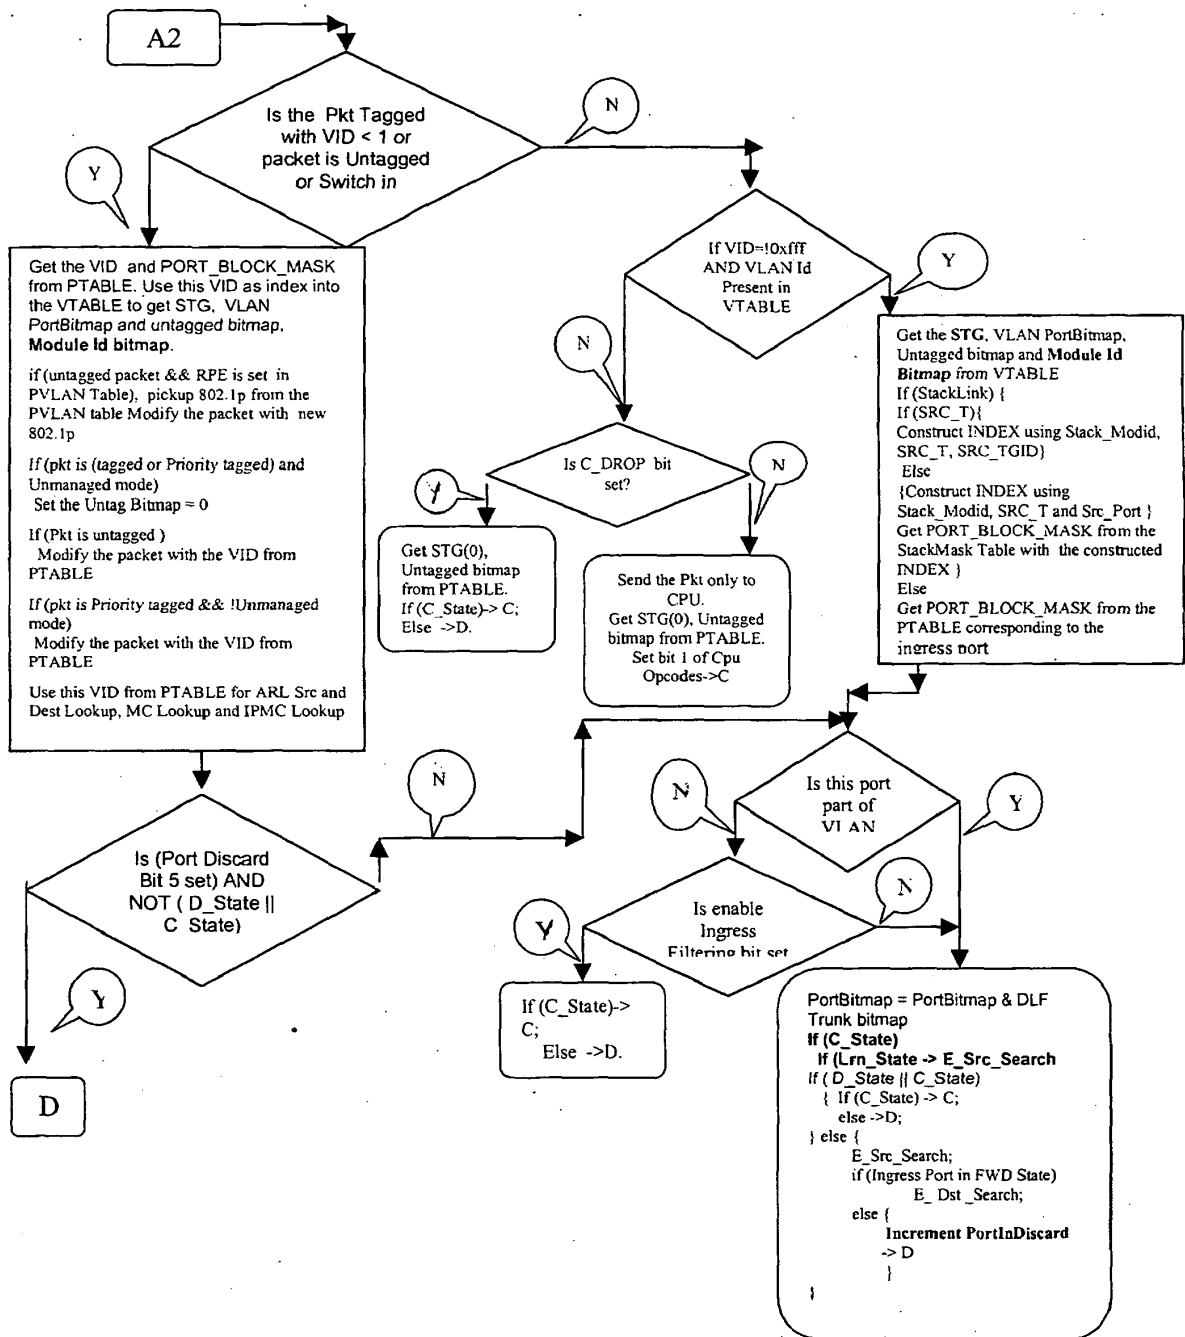 A2
Is the Pkt Tagged
with VID < 1 or
packet is Untagged
or Switch in
N
Y
Get the VID and PORT_BLOCK_MASK
from PTABLE. Use this VID as index into
the VTABLE to get STG, VLAN
PortBitmap and untagged bitmap,
Module Id bitmap.
if (untagged packet && RPE is set in
PVLAN Table), pickup 802.1p from the
PVLAN table Modify the packet with new
802.1p
If (pkt is (tagged or Priority tagged) and
Unmanaged mode)
Set the Untag Bitmap = 0
If (Pkt is untagged )
Modify the packet with the VID from
PTABLE
If (pkt is Priority tagged && !Unmanaged
mode)
Modify the packet with the VID from
PTABLE
Use this VID from PTABLE for ARL Src and
Dest Lookup, MC Lookup and IPMC Lookup
If VID=!0xfff
AND VLAN Id
Present in
VTABLE
Y
N
Get the STG, VLAN PortBitmap,
Untagged bitmap and Module Id
Bitmap from VTABLE
If (StackLink) {
If (SRC_T){
Construct INDEX using Stack_Modid,
SRC_T, SRC_TGID}
Else
{Construct INDEX using
Stack_Modid, SRC_T and Src_Port }
Get PORT_BLOCK_MASK from the
StackMask Table with the constructed
INDEX }
Else
Get PORT_BLOCK_MASK from the
PTABLE corresponding to the
ingress port
Is C_DROP bit
set?
Y
N
Get STG(0),
Untagged bitmap
from PTABLE.
If (C_State)-> C;
Else ->D.
Send the Pkt only to
CPU.
Get STG(0), Untagged
bitmap from PTABLE.
Set bit 1 of Cpu
Opcodes->C
Is (Port Discard
Bit 5 set) AND
NOT ( D_State ||
C_State)
N
Y
D
Is this port
part of
VLAN
N
Y
Is enable
Ingress
Filtering bit set
Y
N
If (C_State)->
C;
Else ->D.
PortBitmap = PortBitmap & DLF
Trunk bitmap
If (C_State)
If (Lrn_State -> E_Src_Search
If ( D_State || C_State)
{ If (C_State) -> C;
else ->D;
} else {
E_Src_Search;
if (Ingress Port in FWD State)
E_ Dst _Search;
else {
Increment PortInDiscard
-> D
}
}